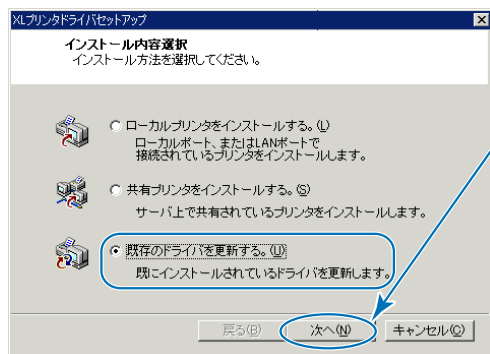 XLプリンタドライバセットアップ
インストール内容選択
インストール方法を選択してください。
ローカルプリンタをインストールする。(L)
ローカルポート、またはLANポートで
接続されているプリンタをインストールします。
共有プリンタをインストールする。(S)
サーバ上で共有されているプリンタをインストールします。
既存のドライバを更新する。(U)
既にインストールされているドライバを更新します。
戻る(B) 次へ(N) キャンセル(C)